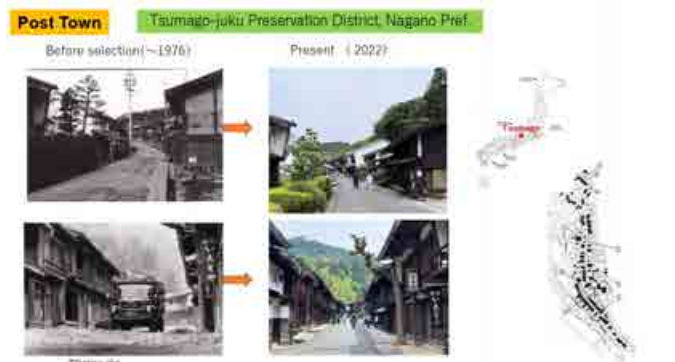 Post Town
Tsumago-juku Preservation District, Nagano Pref.
Before selection(~1976)
Present （2022）
Tsumago